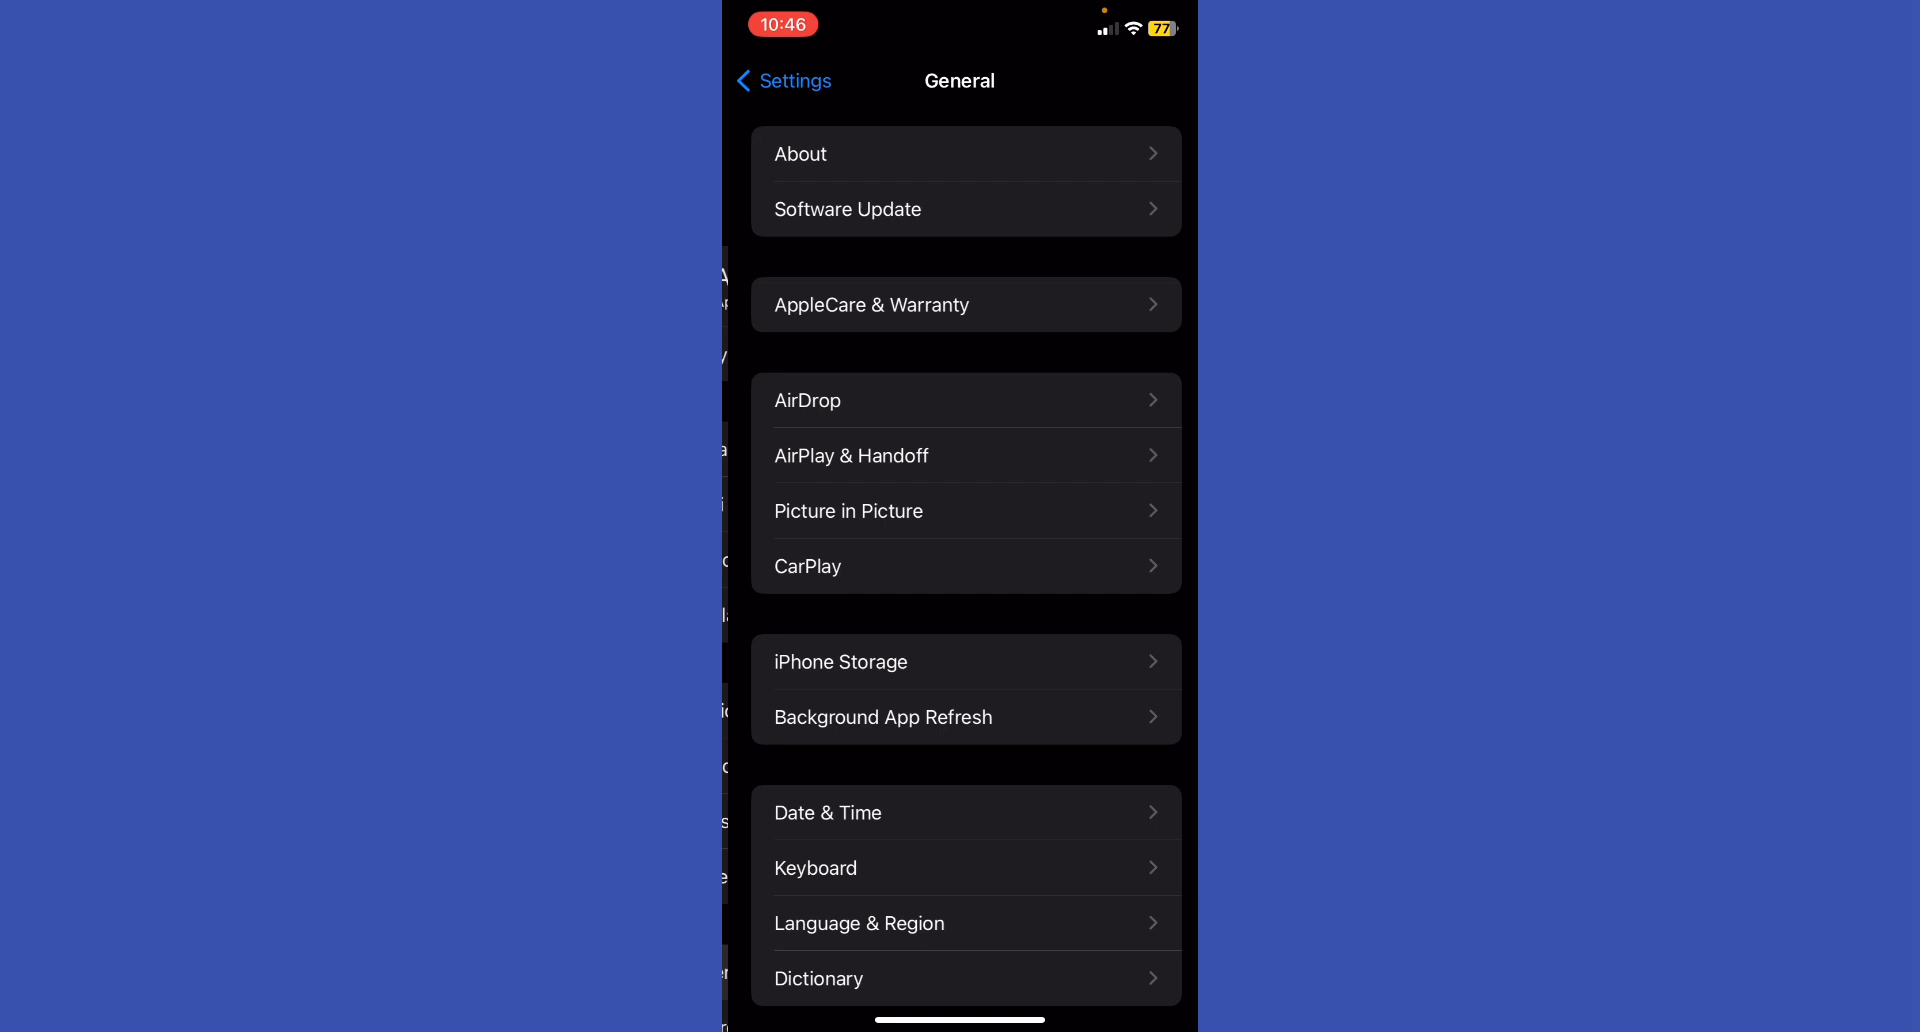 10:46
77
Settings
General
About
Software Update
AppleCare & Warranty
AirDrop
AirPlay & Handoff
Picture in Picture
CarPlay
iPhone Storage
Background App Refresh
Date & Time
Keyboard
Language & Region
Dictionary